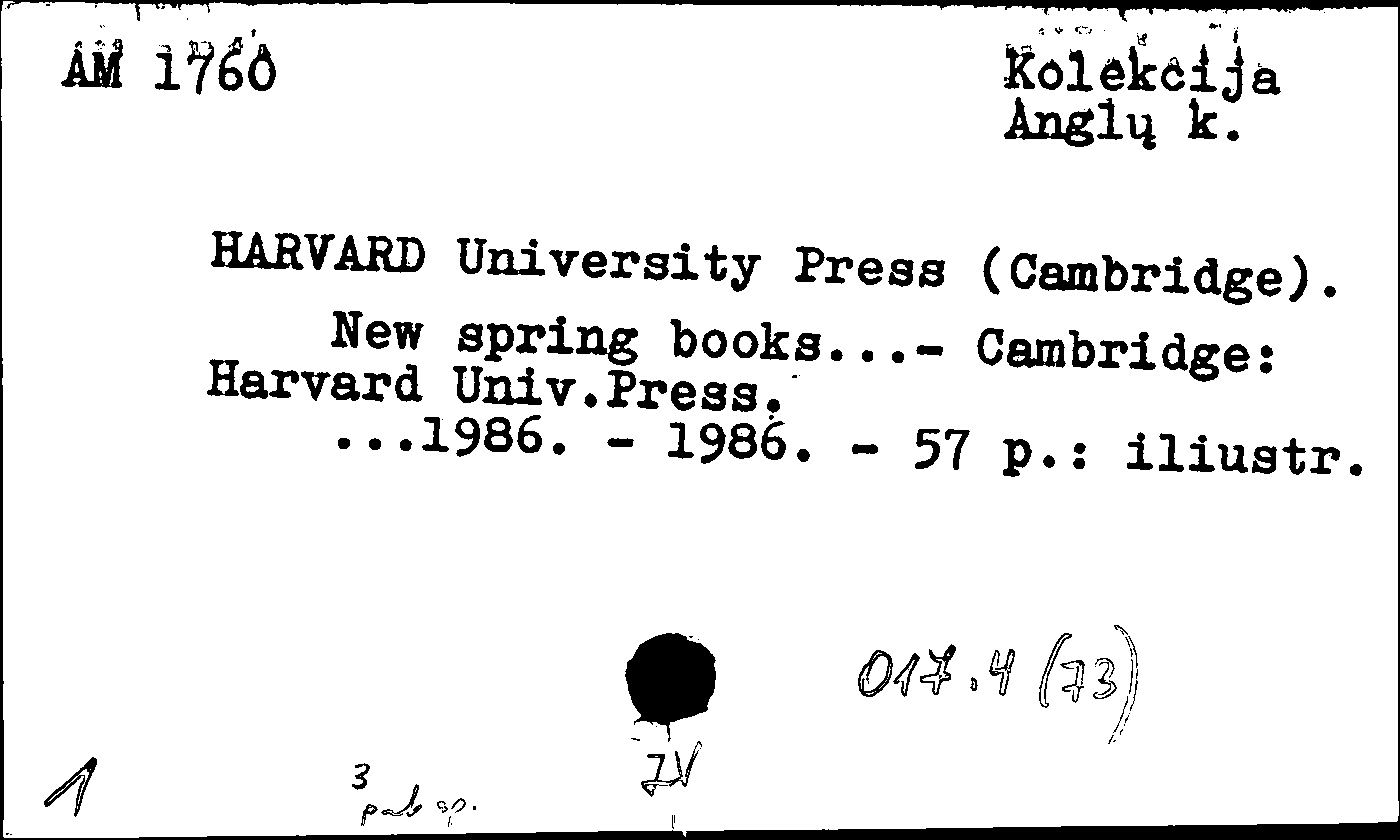 AM 1760
Kolekcija
Anglų k.
HARVARD University Press (Cambridge).
New spring books...- Cambridge:
Harvard Univ.Press.
...1986. - 1986. - 57 p.: iliustr.
017.4 (73)
IV
1
3